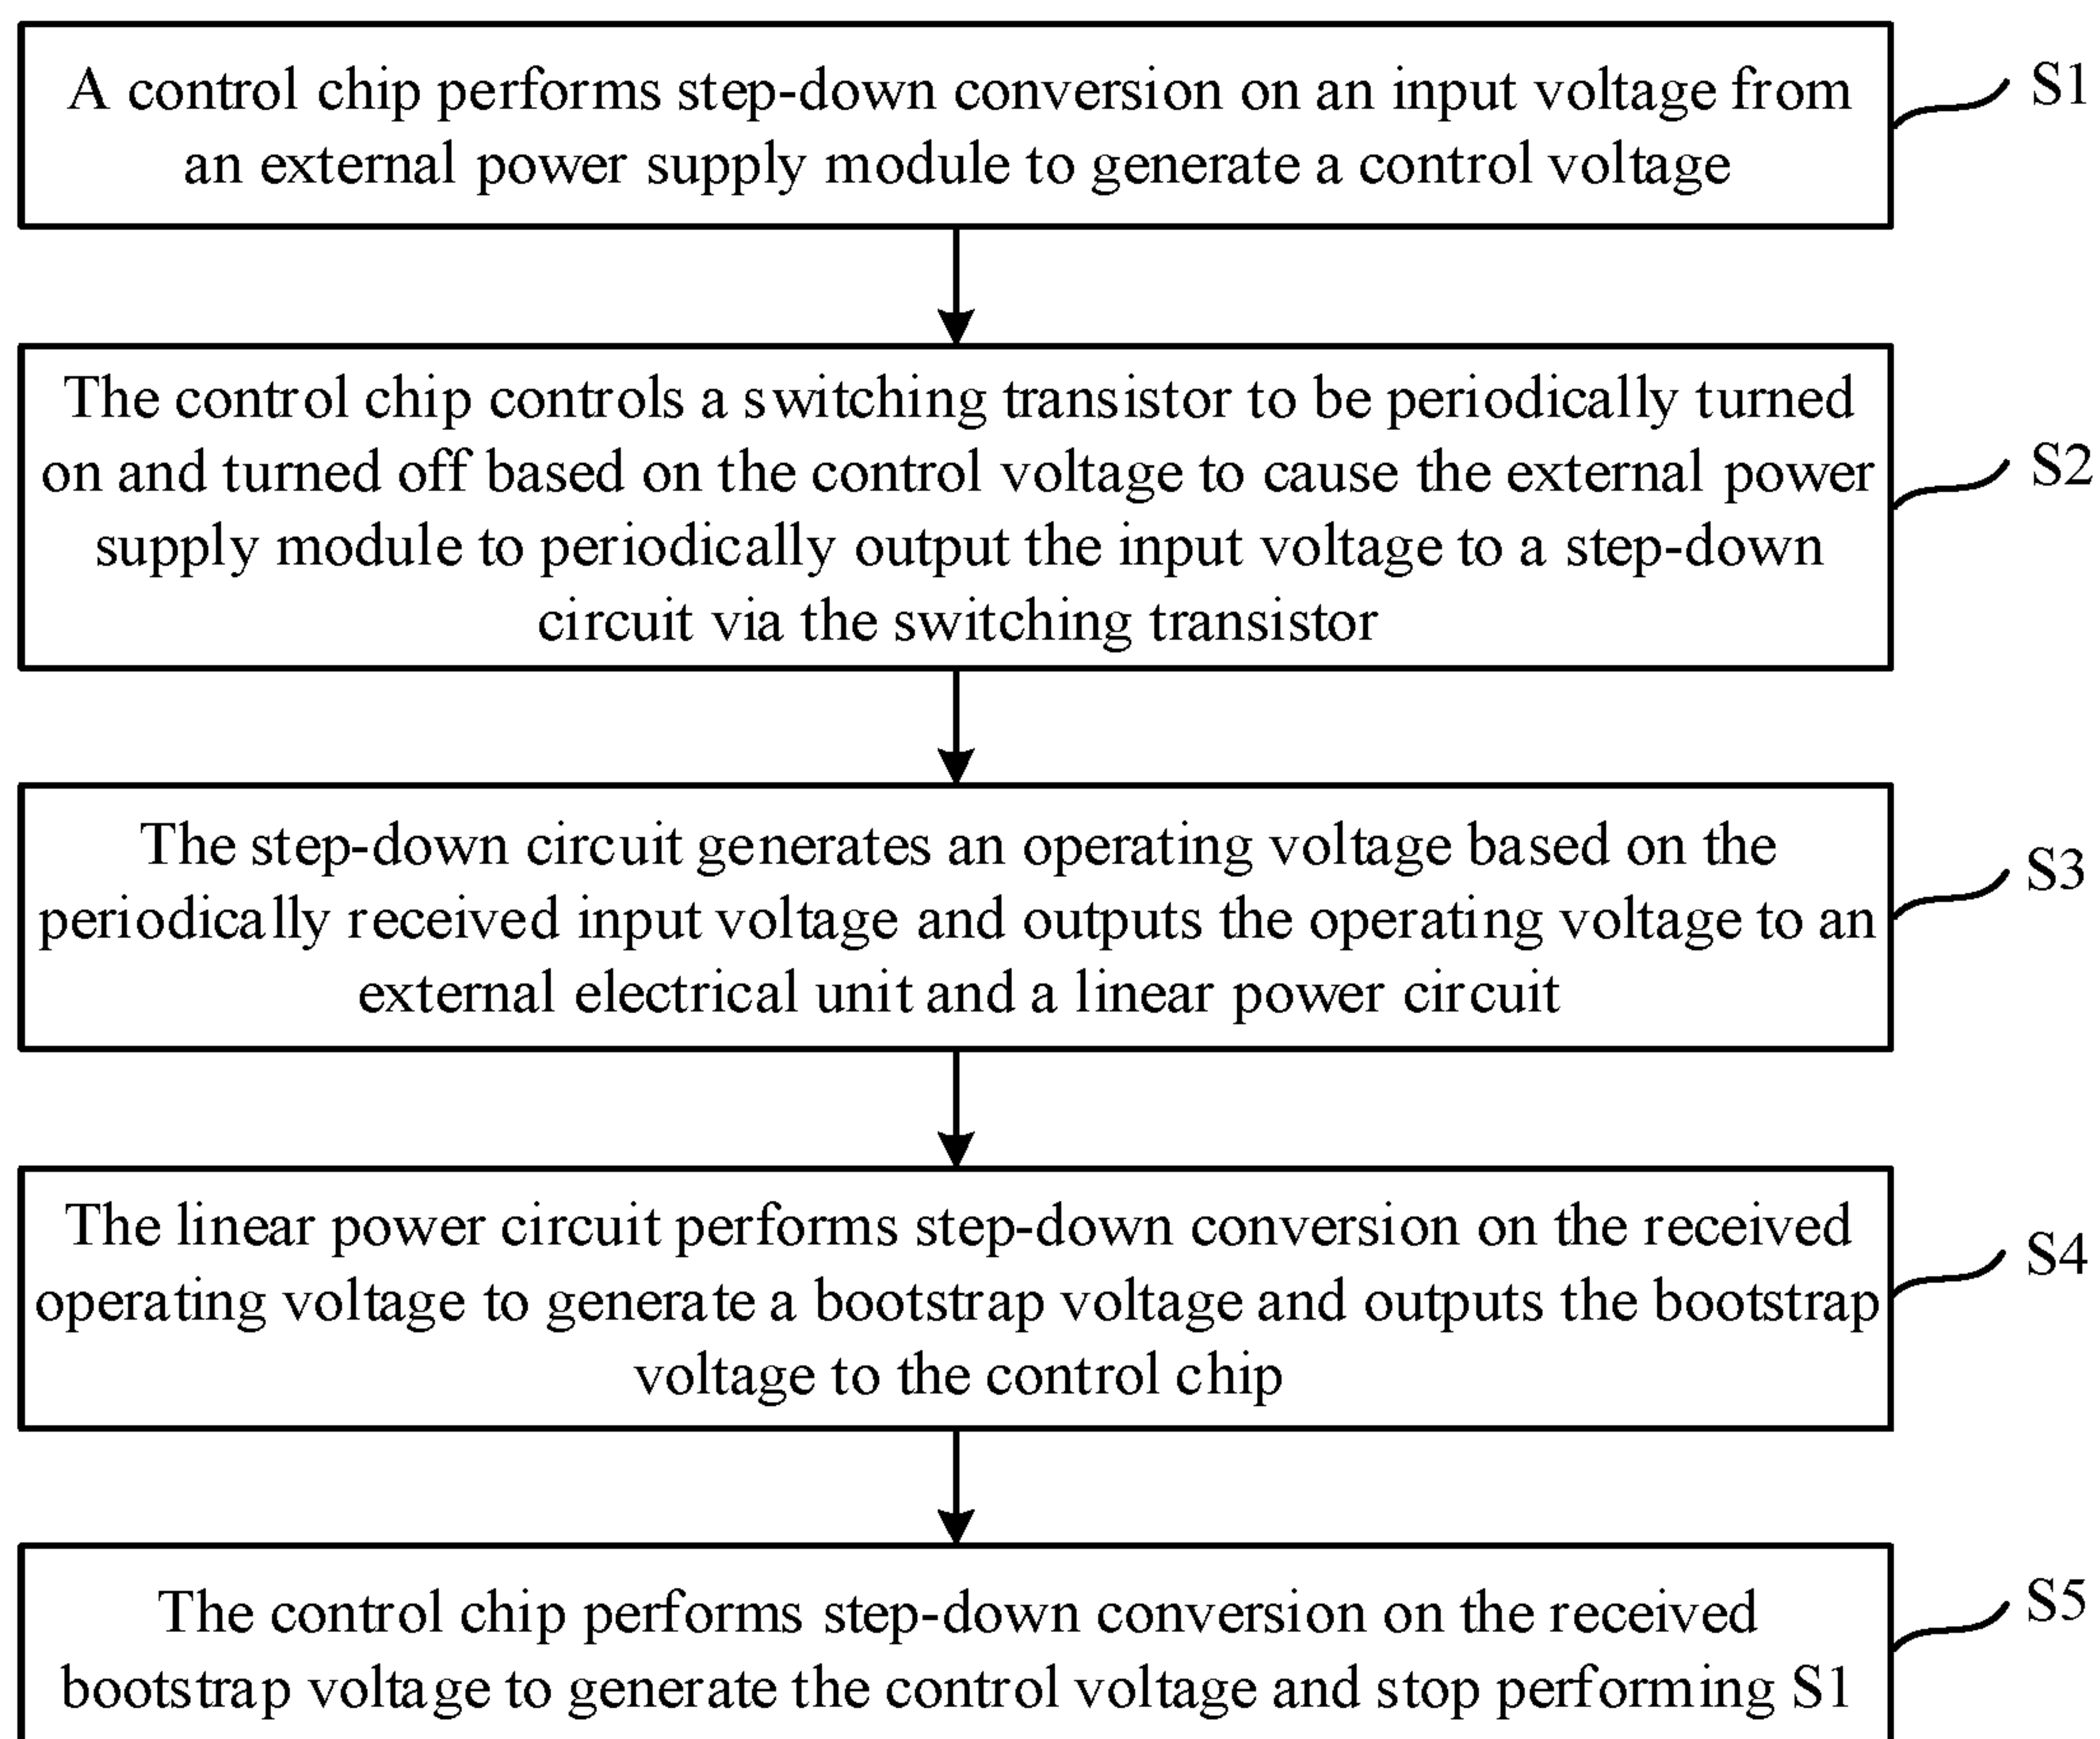 A control chip performs step-down conversion on an input voltage from
an external power supply module to generate a control voltage
S1
The control chip controls a switching transistor to be periodically turned
on and turned off based on the control voltage to cause the external power
supply module to periodically output the input voltage to a step-down
circuit via the switching transistor
S2
The step-down circuit generates an operating voltage based on the
periodically received input voltage and outputs the operating voltage to an
external electrical unit and a linear power circuit
S3
The linear power circuit performs step-down conversion on the received
operating voltage to generate a bootstrap voltage and outputs the bootstrap
voltage to the control chip
S4
The control chip performs step-down conversion on the received
bootstrap voltage to generate the control voltage and stop performing S1
S5